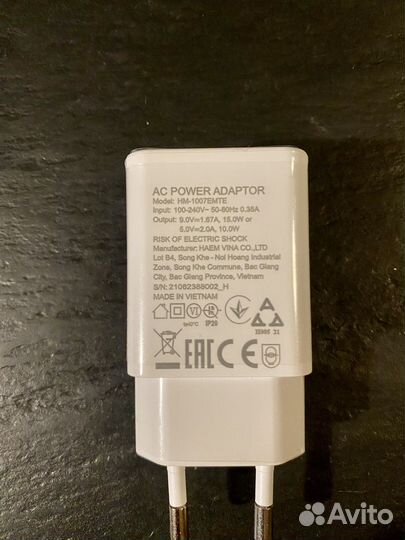 AC POWER ADAPTOR
Model: HM-1007EMTE
Input: 100-240V~ 50-60Hz 0.35A
Output: 9.0V⎓1.67A, 15.0W or
5.0V⎓2.0A, 10.0W
RISK OF ELECTRIC SHOCK
Manufacturer: HAEM VINA CO.,LTD
Lot B4, Song Khe - Noi Hoang Industrial
Zone, Song Khe Commune, Bac Giang
City, Bac Giang Province, Vietnam
S/N: 21062388002_H
MADE IN VIETNAM
VI
ta40°C IP20
EAC CE
Avito